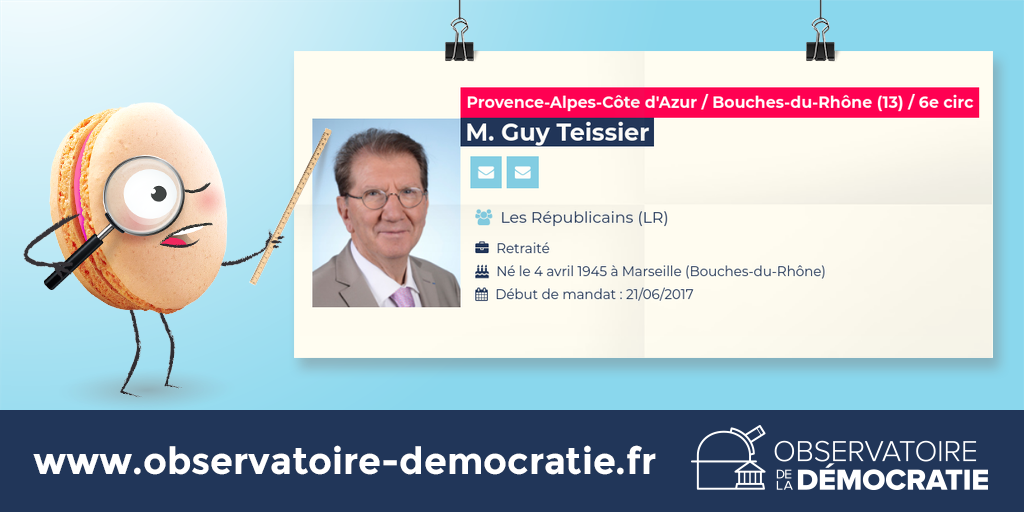 Provence-Alpes-Côte d'Azur / Bouches-du-Rhône (13) / 6e circ
M. Guy Teissier
Les Républicains (LR)
Retraité
Né le 4 avril 1945 à Marseille (Bouches-du-Rhône)
Début de mandat : 21/06/2017
www.observatoire-democratie.fr
OBSERVATOIRE
DE LA DÉMOCRATIE